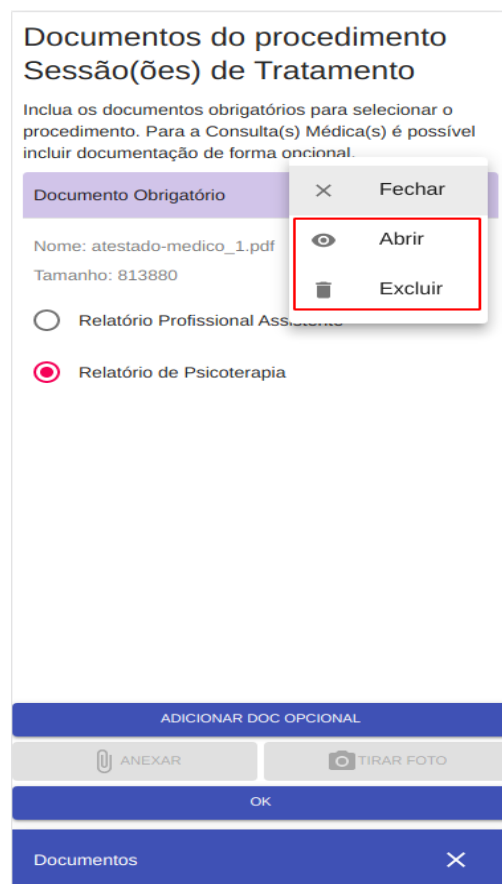 Documentos do procedimento
Sessão(ões) de Tratamento
Inclua os documentos obrigatórios para selecionar o
procedimento. Para a Consulta(s) Médica(s) é possível
incluir documentação de forma opcional.
Documento Obrigatório
Fechar
Nome: atestado-medico_1.pdf
Abrir
Tamanho: 813880
Excluir
Relatório Profissional Assistente
Relatório de Psicoterapia
ADICIONAR DOC OPCIONAL
ANEXAR
TIRAR FOTO
OK
Documentos